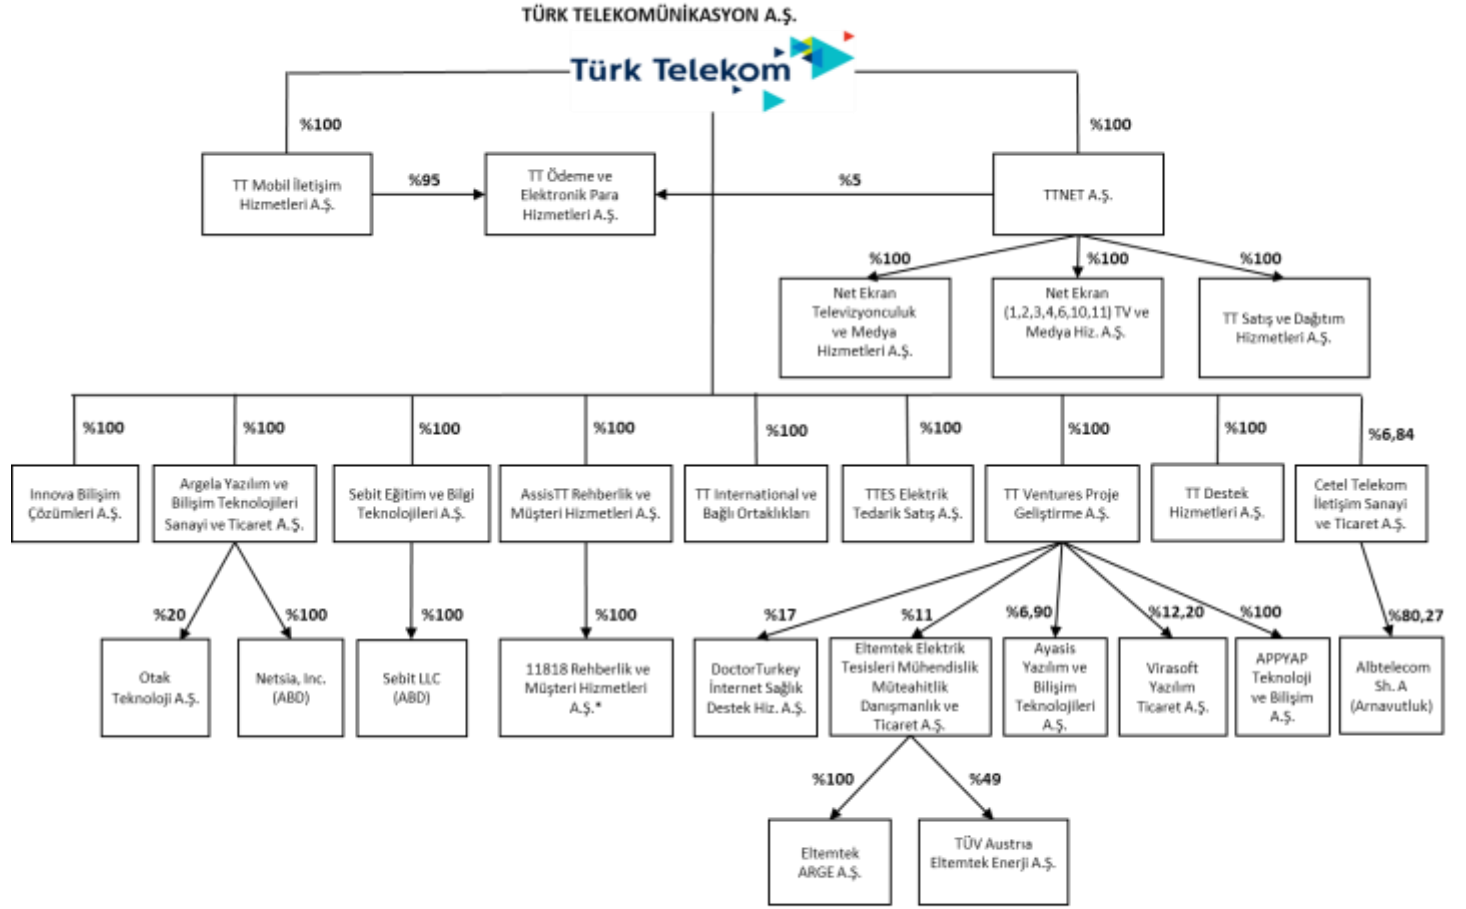 TÜRK TELEKOMÜNİKASYON A.Ş.
Türk Telekom
%100
%100
TT Mobil İletişim
Hizmetleri A.Ş.
%95
TT Ödeme ve
Elektronik Para
Hizmetleri A.Ş.
%5
TTNET A.Ş.
%100
%100
%100
Net Ekran
Televizyonculuk
ve Medya
Hizmetleri A.Ş.
Net Ekran
(1,2,3,4,6,10,11) TV ve
Medya Hiz. A.Ş.
TT Satış ve Dağıtım
Hizmetleri A.Ş.
%100
%100
%100
%100
%100
%100
%100
%100
%6,84
Innova Bilişim
Çözümleri A.Ş.
Argela Yazılım ve
Bilişim Teknolojileri
Sanayi ve Ticaret A.Ş.
Sebit Eğitim ve Bilgi
Teknolojileri A.Ş.
AssisTT Rehberlik ve
Müşteri Hizmetleri A.Ş.
TT International ve
Bağlı Ortaklıkları
TTES Elektrik
Tedarik Satış A.Ş.
TT Ventures Proje
Geliştirme A.Ş.
TT Destek
Hizmetleri A.Ş.
Cetel Telekom
İletişim Sanayi
ve Ticaret A.Ş.
%20
%100
%100
%100
%17
%11
%6,90
%12,20
%100
%80,27
Otak
Teknoloji A.Ş.
Netsia, Inc.
(ABD)
Sebit LLC
(ABD)
11818 Rehberlik ve
Müşteri Hizmetleri
A.Ş.*
DoctorTurkey
İnternet Sağlık
Destek Hiz. A.Ş.
Eltemtek Elektrik
Tesisleri Mühendislik
Müteahitlik
Danışmanlık ve
Ticaret A.Ş.
Ayasis
Yazılım ve
Bilişim
Teknolojileri
A.Ş.
Virasoft
Yazılım
Ticaret A.Ş.
APPYAP
Teknoloji
ve Bilişim
A.Ş.
Albtelecom
Sh. A
(Arnavutluk)
%100
%49
Eltemtek
ARGE A.Ş.
TÜV Austria
Eltemtek Enerji A.Ş.